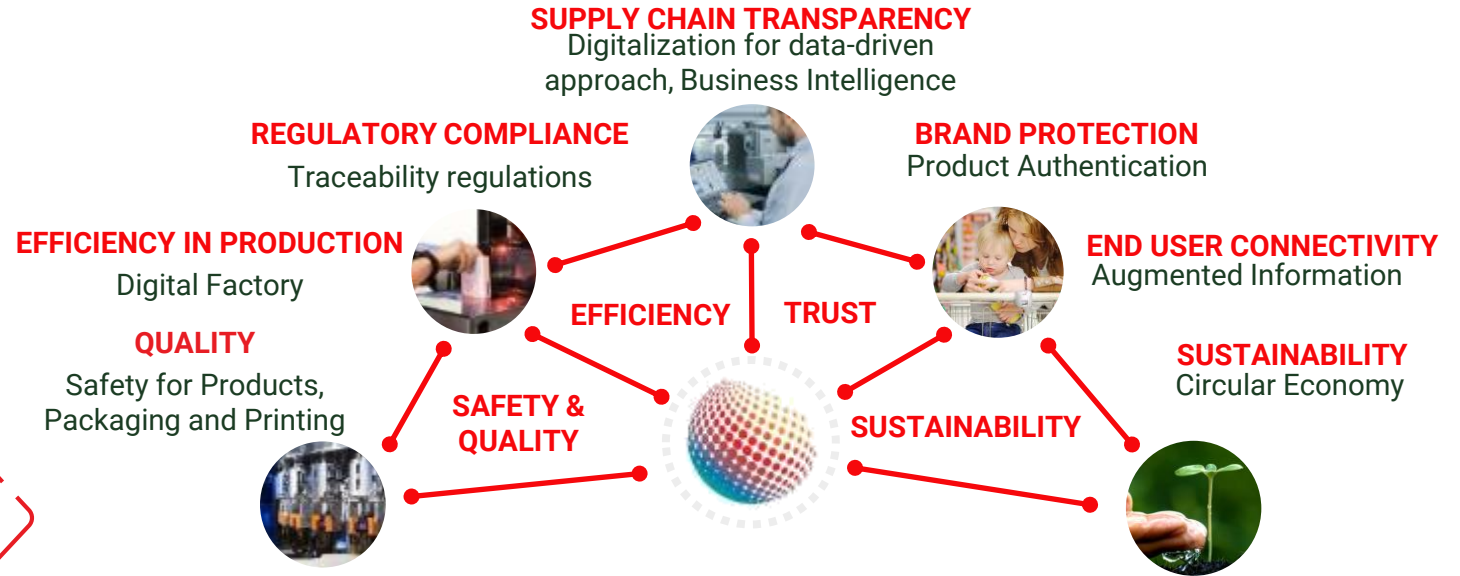 SUPPLY CHAIN TRANSPARENCY
Digitalization for data-driven
approach, Business Intelligence
REGULATORY COMPLIANCE
Traceability regulations
BRAND PROTECTION
Product Authentication
EFFICIENCY IN PRODUCTION
Digital Factory
END USER CONNECTIVITY
Augmented Information
EFFICIENCY
TRUST
QUALITY
Safety for Products,
Packaging and Printing
SUSTAINABILITY
Circular Economy
SAFETY &
QUALITY
SUSTAINABILITY